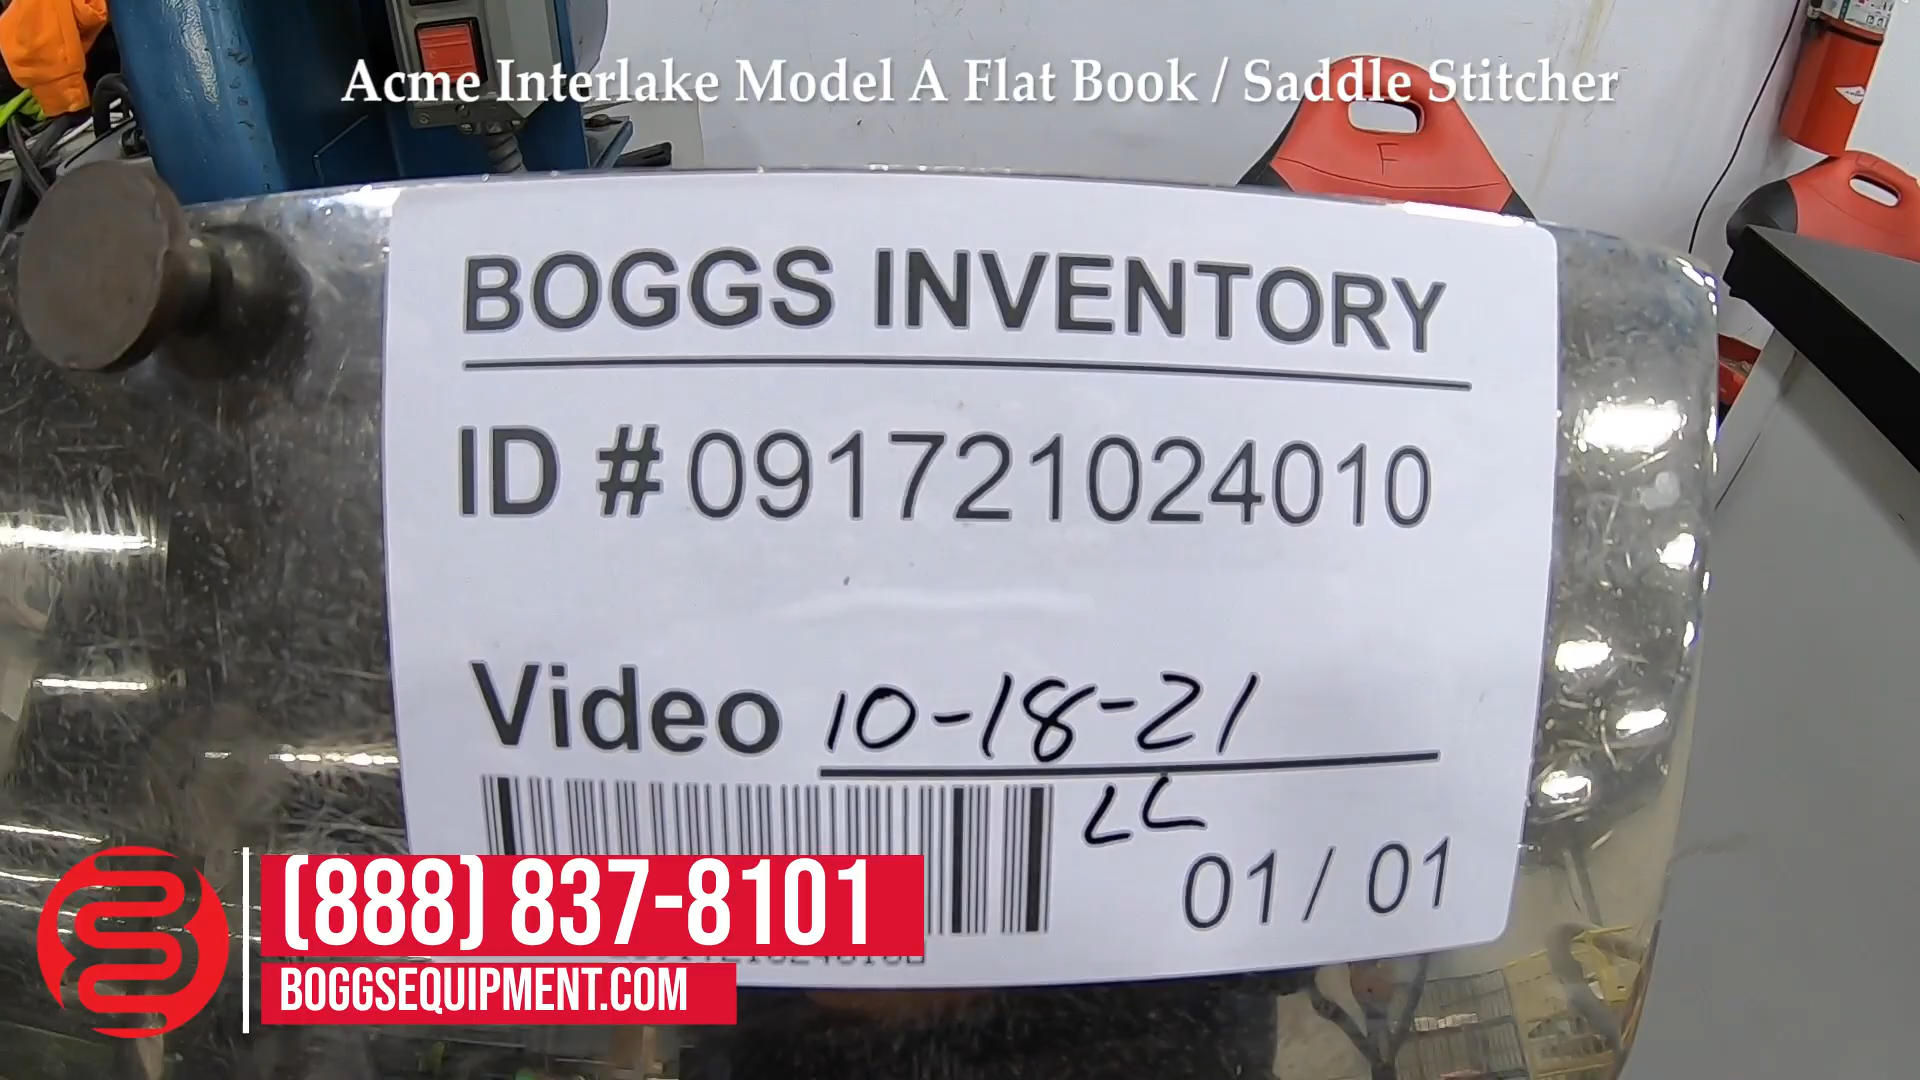 Acme Interlake Model A Flat Book / Saddle Stitcher
F
BOGGS INVENTORY
ID # 091721024010
Video 10-18-21
LC
01 / 01
(888) 837-8101
BOGGSEQUIPMENT.COM